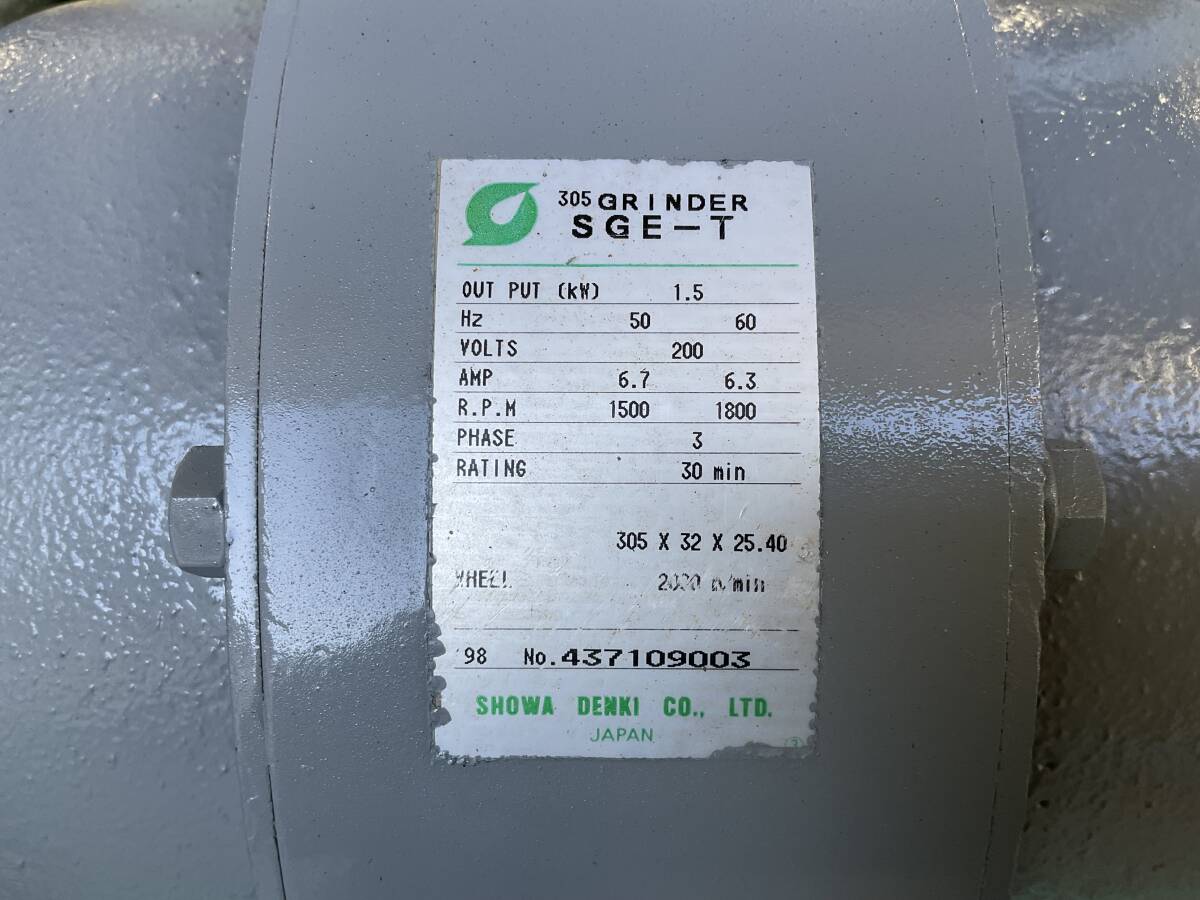 305 GRINDER
SGE-T
OUT PUT (kW) 1.5
Hz 50 60
VOLTS 200
AMP 6.7 6.3
R.P.M 1500 1800
PHASE 3
RATING 30 min
305 X 32 X 25.40
WHEEL m/min
'98 No.437109003
SHOWA DENKI CO., LTD.
JAPAN